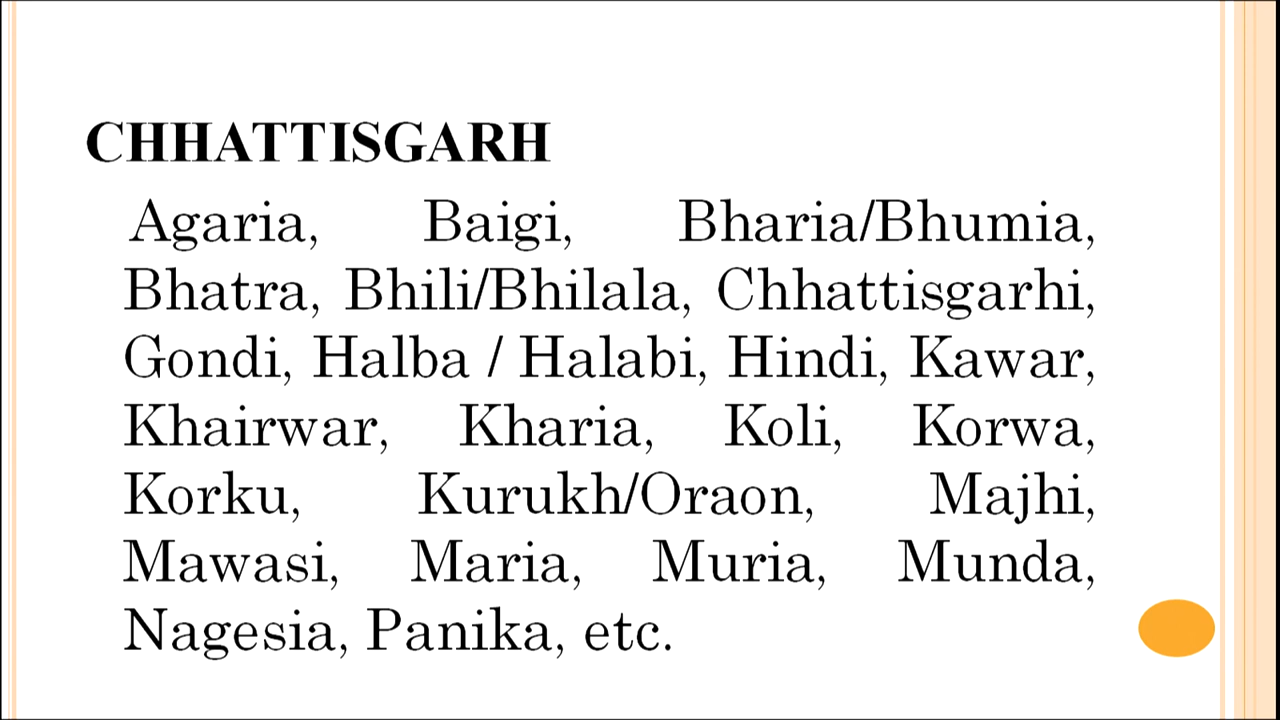 CHHATTISGARH
Agaria, Baigi, Bharia/Bhumia,
Bhatra, Bhili/Bhilala, Chhattisgarhi,
Gondi, Halba / Halabi, Hindi, Kawar,
Khairwar, Kharia, Koli, Korwa,
Korku, Kurukh/Oraon, Majhi,
Mawasi, Maria, Muria, Munda,
Nagesia, Panika, etc.